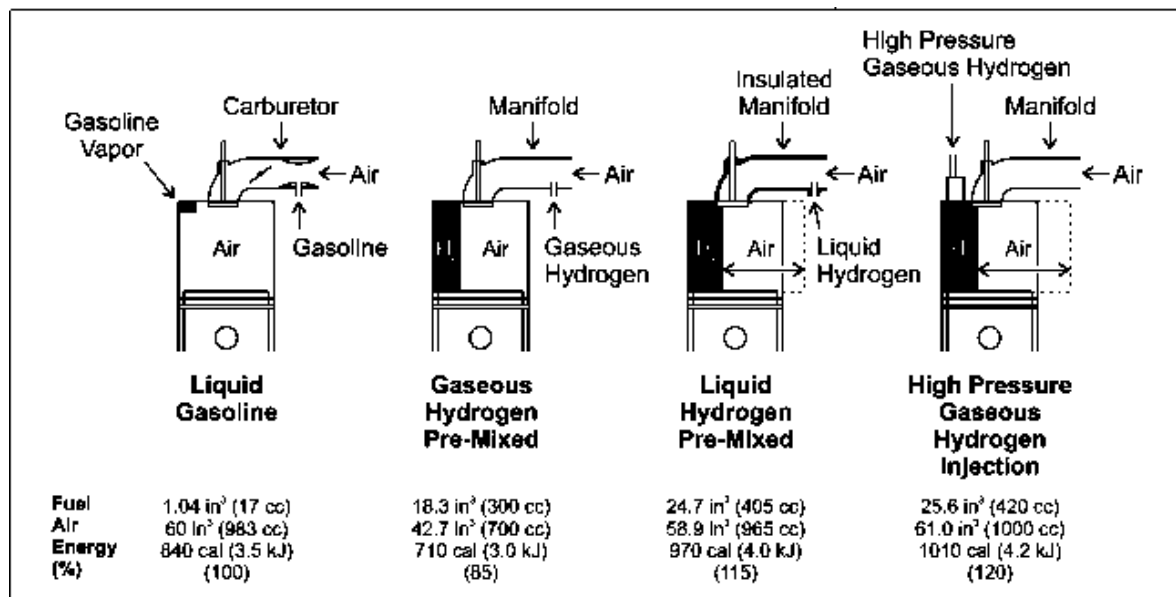 High Pressure
Gaseous Hydrogen
Insulated
Manifold
Carburetor
Manifold
Manifold
Gasoline
Vapor
Air
Air
Air
Air
Air
Gasoline
Air
Gaseous
Hydrogen
Air
Liquid
Hydrogen
Air
Liquid
Gasoline
Gaseous
Hydrogen
Pre-Mixed
Liquid
Hydrogen
Pre-Mixed
High Pressure
Gaseous
Hydrogen
Injection
Fuel 1.04 in³ (17 cc) 18.3 in³ (300 cc) 24.7 in³ (405 cc) 25.6 in³ (420 cc)
Air 60 in³ (983 cc) 42.7 in³ (700 cc) 58.9 in³ (965 cc) 61.0 in³ (1000 cc)
Energy 840 cal (3.5 kJ) 710 cal (3.0 kJ) 970 cal (4.0 kJ) 1010 cal (4.2 kJ)
(%) (100) (85) (115) (120)